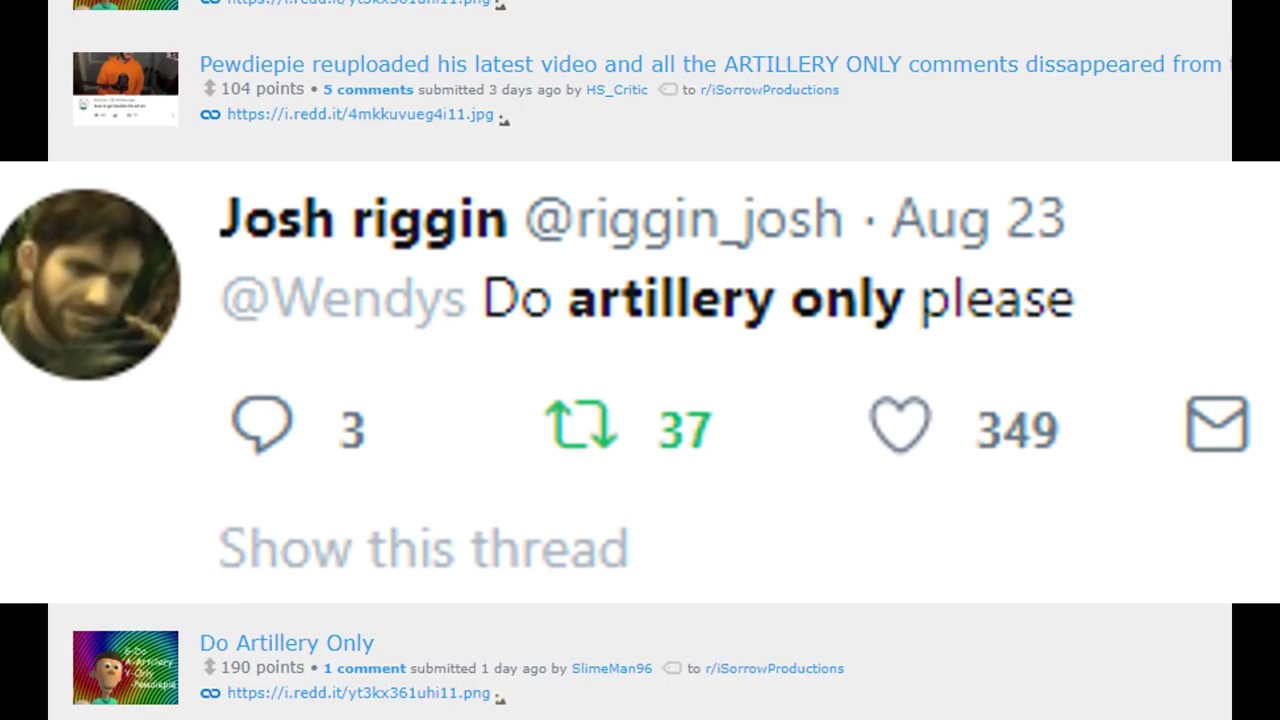 https://i.redd.it/yt3kx361uhi11.png
Pewdiepie reuploaded his latest video and all the ARTILLERY ONLY comments dissappeared from
104 points • 5 comments submitted 3 days ago by HS_Critic to r/iSorrowProductions
https://i.redd.it/4mkkuvueg4i11.jpg
Josh riggin @riggin_josh · Aug 23
@Wendys Do artillery only please
3 37 349
Show this thread
Do Artillery Only
190 points • 1 comment submitted 1 day ago by SlimeMan96 to r/iSorrowProductions
https://i.redd.it/yt3kx361uhi11.png